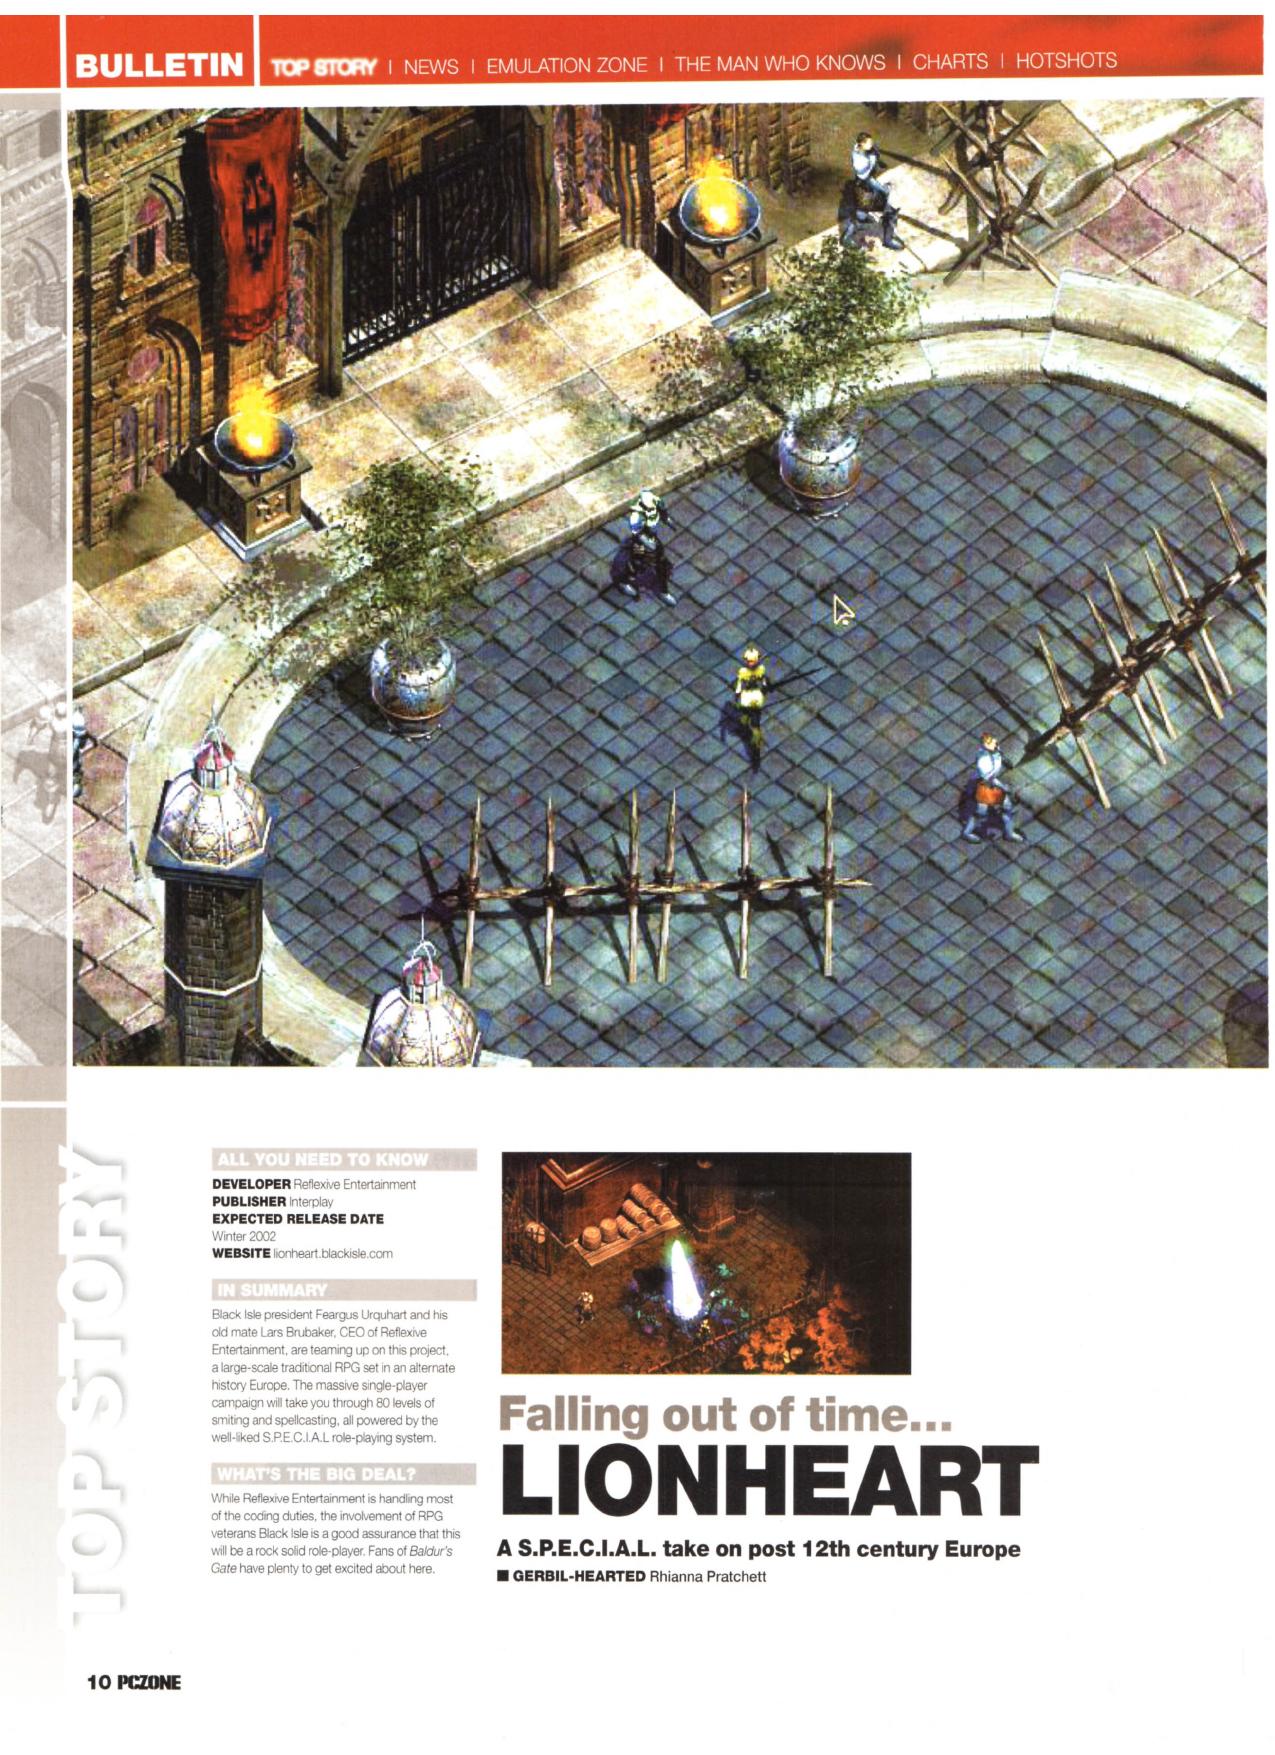 BULLETIN
TOP STORY | NEWS | EMULATION ZONE | THE MAN WHO KNOWS | CHARTS | HOTSHOTS
TOP STORY
ALL YOU NEED TO KNOW
DEVELOPER Reflexive Entertainment
PUBLISHER Interplay
EXPECTED RELEASE DATE
Winter 2002
WEBSITE lionheart.blackisle.com
IN SUMMARY
Black Isle president Feargus Urquhart and his
old mate Lars Brubaker, CEO of Reflexive
Entertainment, are teaming up on this project,
a large-scale traditional RPG set in an alternate
history Europe. The massive single-player
campaign will take you through 80 levels of
smiting and spellcasting, all powered by the
well-liked S.P.E.C.I.A.L role-playing system.
WHAT'S THE BIG DEAL?
While Reflexive Entertainment is handling most
of the coding duties, the involvement of RPG
veterans Black Isle is a good assurance that this
will be a rock solid role-player. Fans of Baldur's
Gate have plenty to get excited about here.
Falling out of time...
LIONHEART
A S.P.E.C.I.A.L. take on post 12th century Europe
■ GERBIL-HEARTED Rhianna Pratchett
10 PCZONE